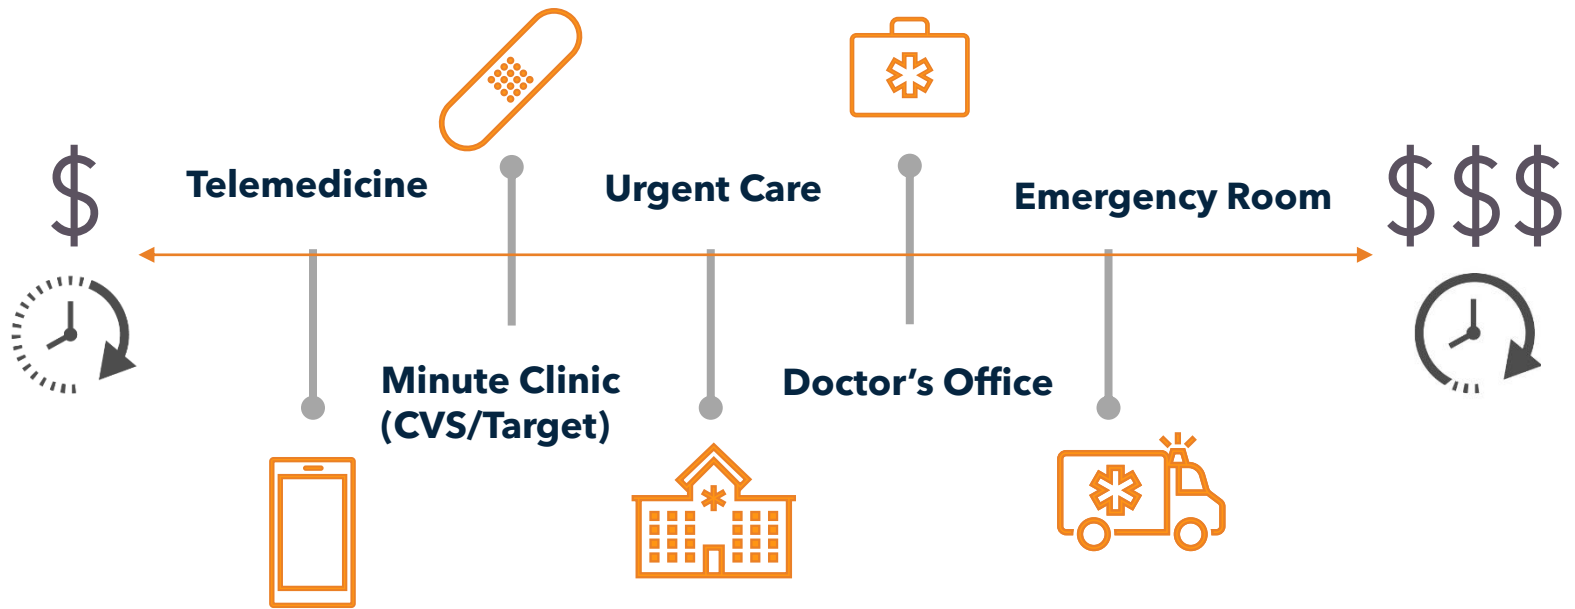 $
Telemedicine
Minute Clinic
(CVS/Target)
Urgent Care
Doctor’s Office
Emergency Room
$$$